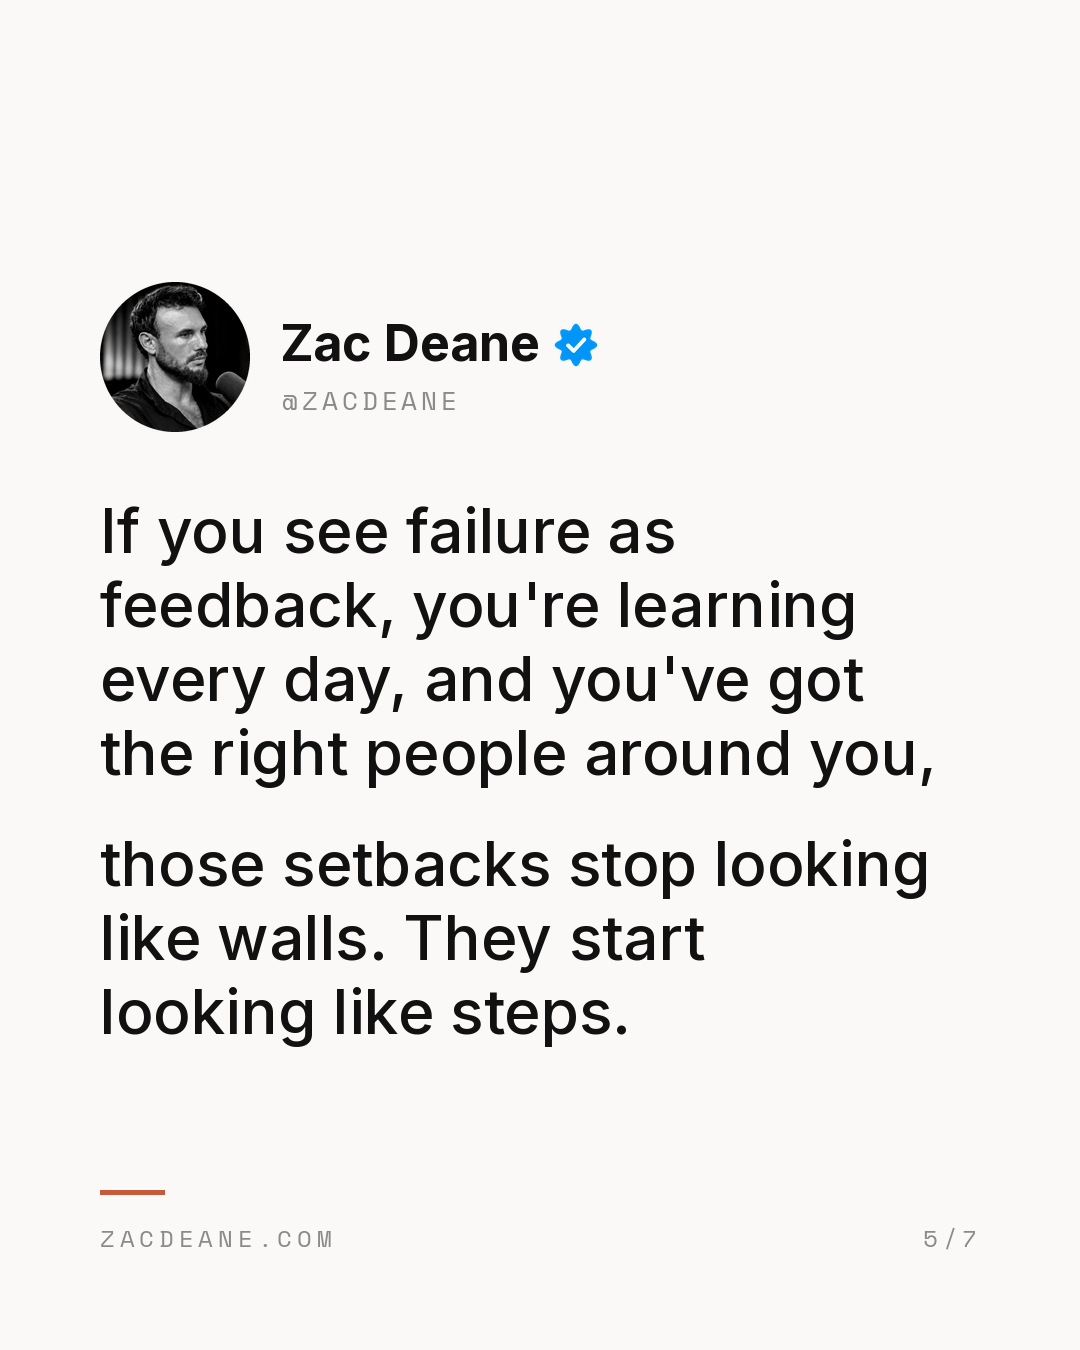 Zac Deane
@ZACDEANE
If you see failure as
feedback, you're learning
every day, and you've got
the right people around you,
those setbacks stop looking
like walls. They start
looking like steps.
ZACDEANE.COM
5/7